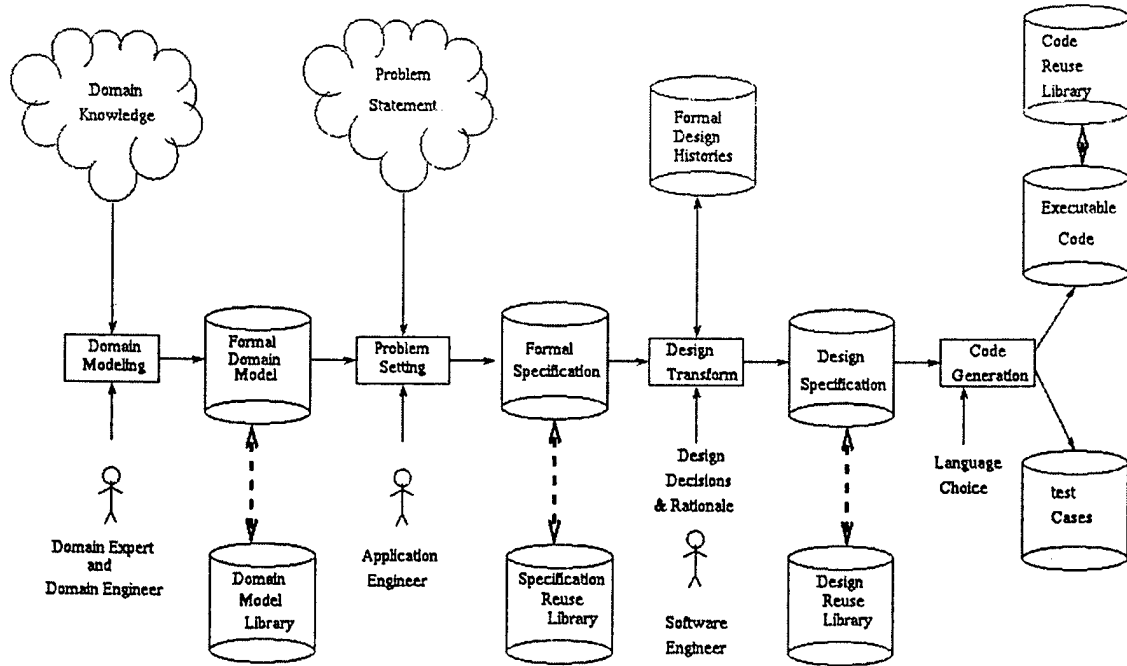 Domain
Knowledge
Problem
Statement
Formal
Design
Histories
Code
Reuse
Library
Executable
Code
Domain
Modeling
Formal
Domain
Model
Problem
Setting
Formal
Specification
Design
Transform
Design
Specification
Code
Generation
Domain Expert
and
Domain Engineer
Domain
Model
Library
Application
Engineer
Specification
Reuse
Library
Design
Decisions
& Rationale
Software
Engineer
Design
Reuse
Library
Language
Choice
test
Cases